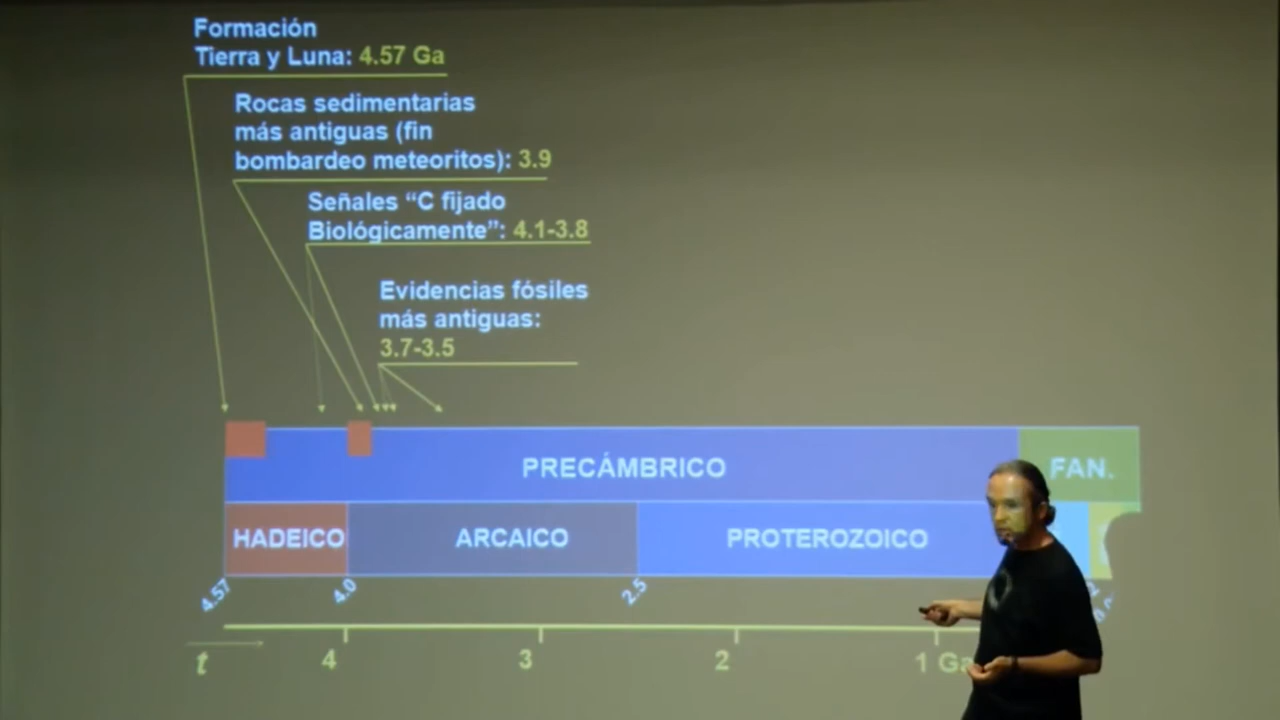 Formación
Tierra y Luna: 4.57 Ga
Rocas sedimentarias
más antiguas (fin
bombardeo meteoritos): 3.9
Señales “C fijado
Biológicamente”: 4.1-3.8
Evidencias fósiles
más antiguas:
3.7-3.5
PRECÁMBRICO
FAN.
HADEICO
ARCAICO
PROTEROZOICO
4.57
4.0
2.5
t
4
3
2
1 Ga